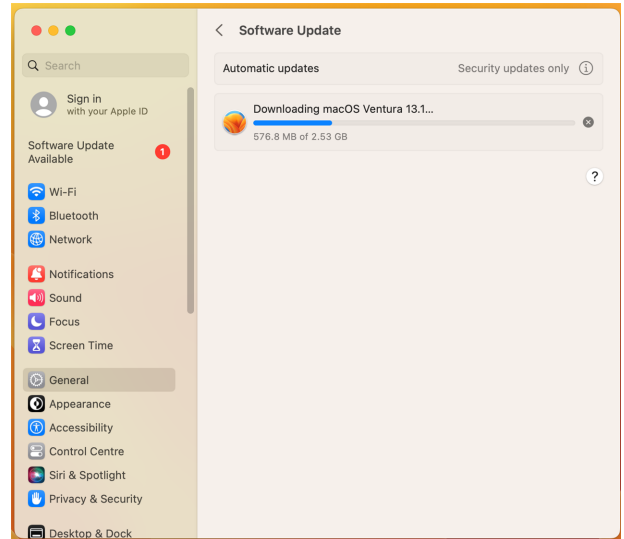 Search
Sign in
with your Apple ID
Software Update
Available
1
Wi-Fi
Bluetooth
Network
Notifications
Sound
Focus
Screen Time
General
Appearance
Accessibility
Control Centre
Siri & Spotlight
Privacy & Security
Desktop & Dock
Software Update
Automatic updates
Security updates only
Downloading macOS Ventura 13.1...
576.8 MB of 2.53 GB
?